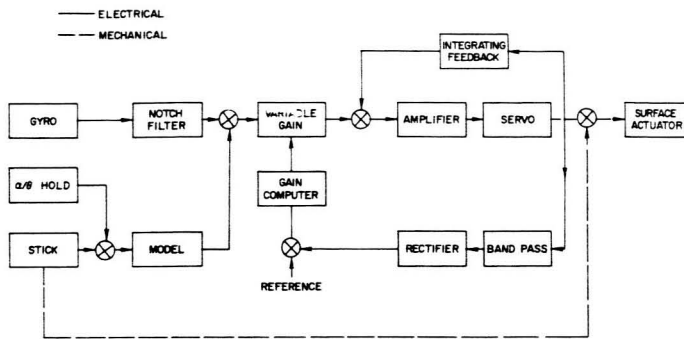 ELECTRICAL
MECHANICAL
INTEGRATING
FEEDBACK
GYRO
NOTCH
FILTER
VARIABLE
GAIN
AMPLIFIER
SERVO
SURFACE
ACTUATOR
α/θ HOLD
GAIN
COMPUTER
STICK
MODEL
RECTIFIER
BAND PASS
REFERENCE